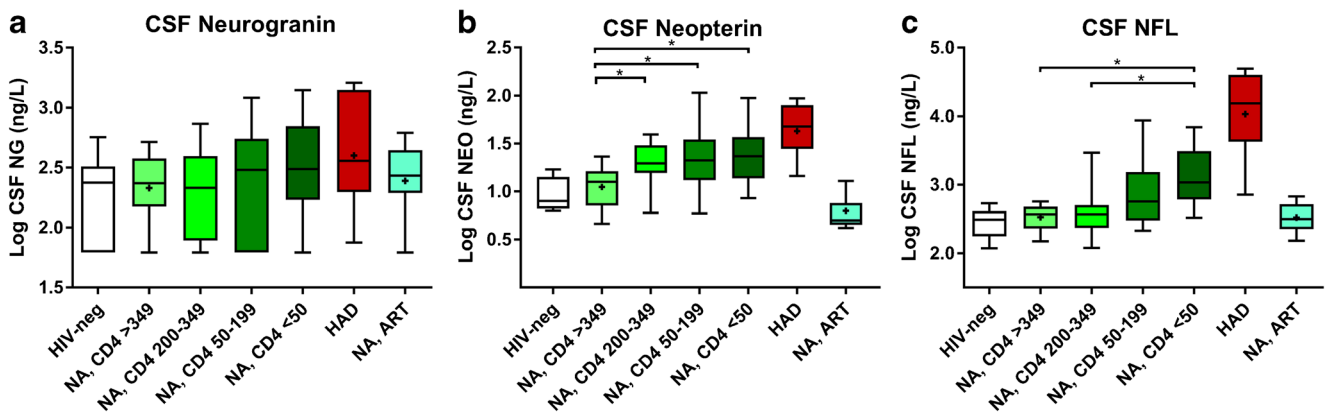 a
CSF Neurogranin
Log CSF NG (ng/L)
3.5
3.0
2.5
2.0
1.5
HIV-neg
NA, CD4 >349
NA, CD4 200-349
NA, CD4 50-199
NA, CD4 <50
HAD
NA, ART
b
CSF Neopterin
Log CSF NEO (ng/L)
2.5
2.0
1.5
1.0
0.5
*
*
*
HIV-neg
NA, CD4 >349
NA, CD4 200-349
NA, CD4 50-199
NA, CD4 <50
HAD
NA, ART
c
CSF NFL
Log CSF NFL (ng/L)
5.0
4.0
3.0
2.0
*
*
HIV-neg
NA, CD4 >349
NA, CD4 200-349
NA, CD4 50-199
NA, CD4 <50
HAD
NA, ART